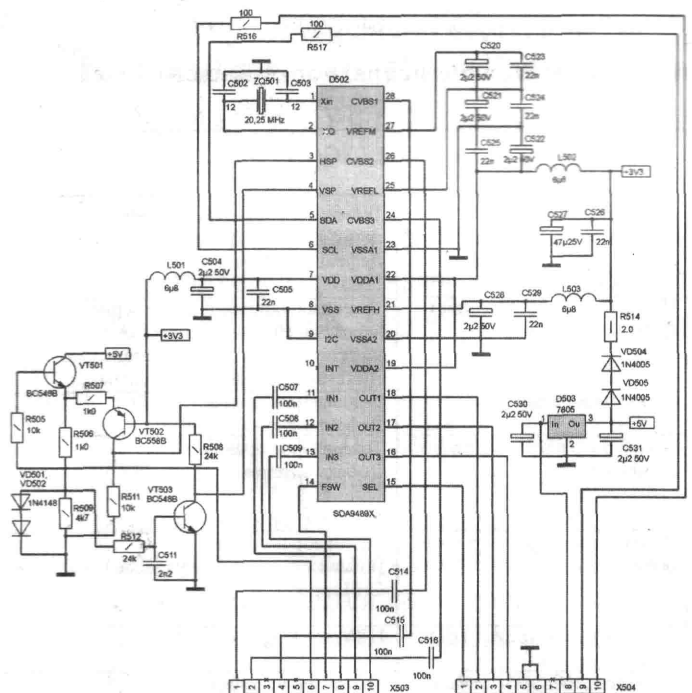 100
R516
100
R517
C502
ZQ501
C503
12
20,25 MHz
12
D502
1 Xin CVBS1 28
2 XQ VREFM 27
3 HSP CVBS2 26
4 VSP VREFL 25
5 SDA CVBS3 24
6 SCL VSSA1 23
7 VDD VDDA1 22
8 VSS VREFH 21
9 I2C VSSA2 20
10 INT VDDA2 19
11 IN1 OUT1 18
12 IN2 OUT2 17
13 IN3 OUT3 16
14 FSW SEL 15
SDA9489X
C520
2µ2 50V
C523
22n
C521
2µ2 50V
C524
22n
C525
22n
C522
2µ2 50V
L502
6µ8
+3V3
C527
47µ25V
C526
22n
C528
2µ2 50V
C529
22n
L503
6µ8
R514
2.0
VD504
1N4005
VD505
1N4005
C530
2µ2 50V
D503
7805
1 In Ou 3
2
+5V
C531
2µ2 50V
L501
6µ8
C504
2µ2 50V
C505
22n
+3V3
+5V
VT501
BC548B
R507
1k0
VT502
BC558B
R505
10k
R506
1k0
R508
24k
VD501,
VD502
1N4148
R509
4k7
R511
10k
VT503
BC548B
R512
24k
C511
2n2
C507
100n
C508
100n
C509
100n
C514
100n
C515
100n
C516
100n
1 2 3 4 5 6 7 8 9 10 X503
1 2 3 4 5 6 7 8 9 10 X504